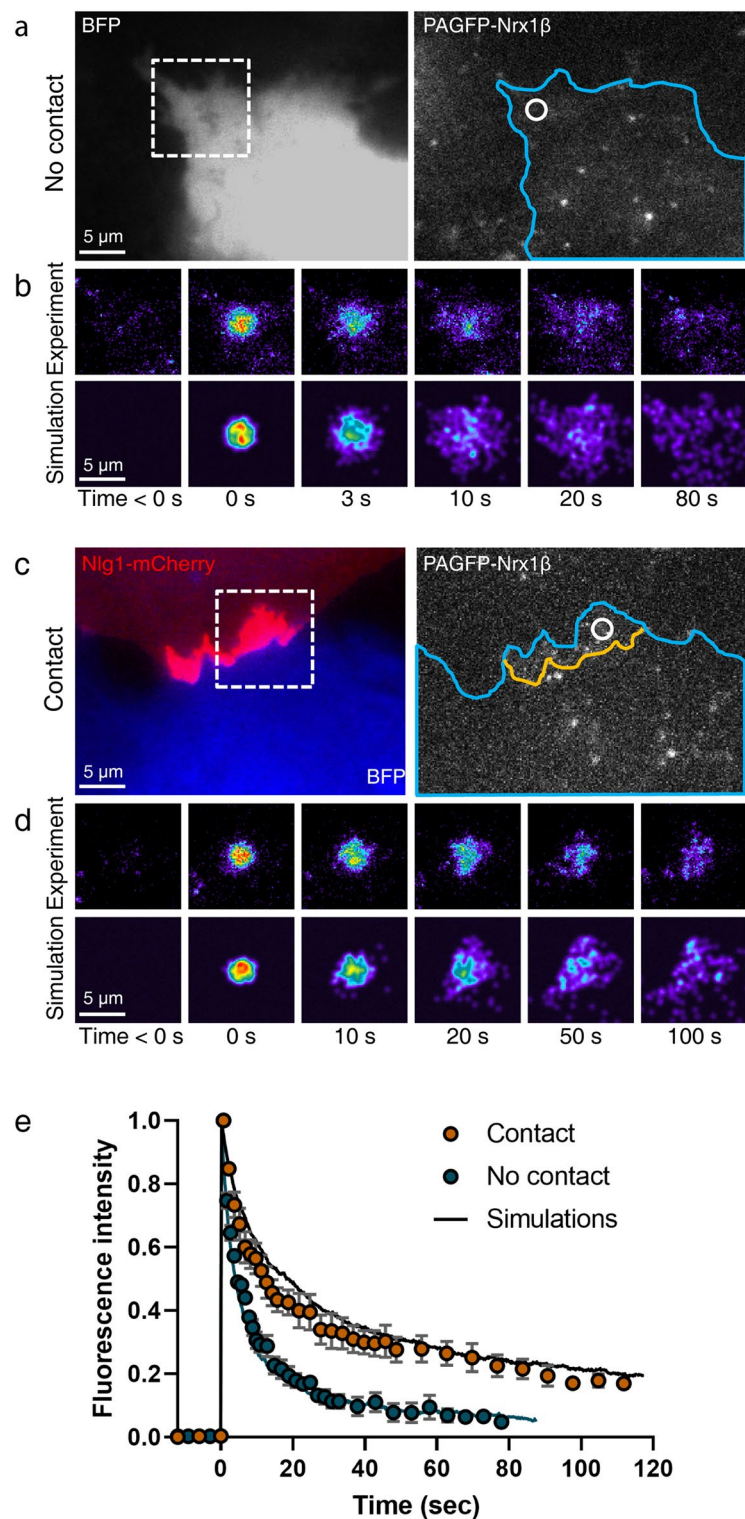 a
BFP
PAGFP-Nrx1β
No contact
5 μm
b
Experiment
Simulation
5 μm
Time < 0 s
0 s
3 s
10 s
20 s
80 s
c
Nlg1-mCherry
PAGFP-Nrx1β
Contact
5 μm
BFP
d
Experiment
Simulation
5 μm
Time < 0 s
0 s
10 s
20 s
50 s
100 s
e
1.0
0.8
0.6
0.4
0.2
0.0
Fluorescence intensity
Contact
No contact
Simulations
0
20
40
60
80
100
120
Time (sec)